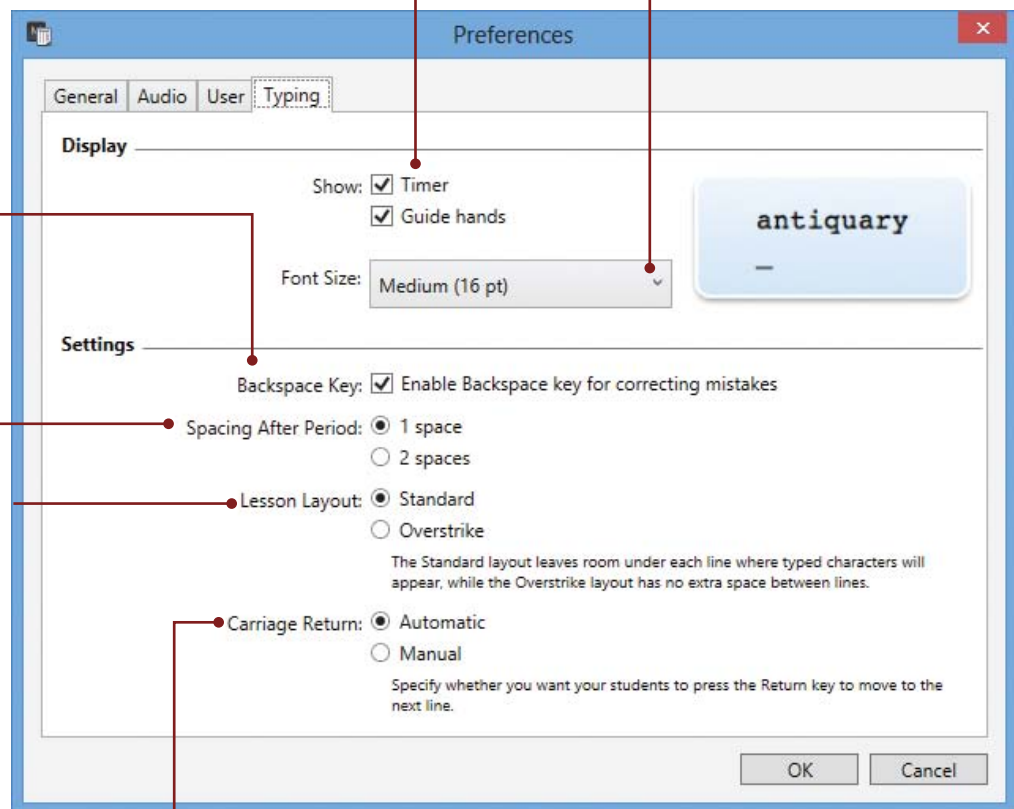 Preferences
General Audio User Typing
Display
Show: Timer
Guide hands
Font Size: Medium (16 pt)
antiquary
_
Settings
Backspace Key: Enable Backspace key for correcting mistakes
Spacing After Period: 1 space
2 spaces
Lesson Layout: Standard
Overstrike
The Standard layout leaves room under each line where typed characters will
appear, while the Overstrike layout has no extra space between lines.
Carriage Return: Automatic
Manual
Specify whether you want your students to press the Return key to move to the
next line.
OK Cancel